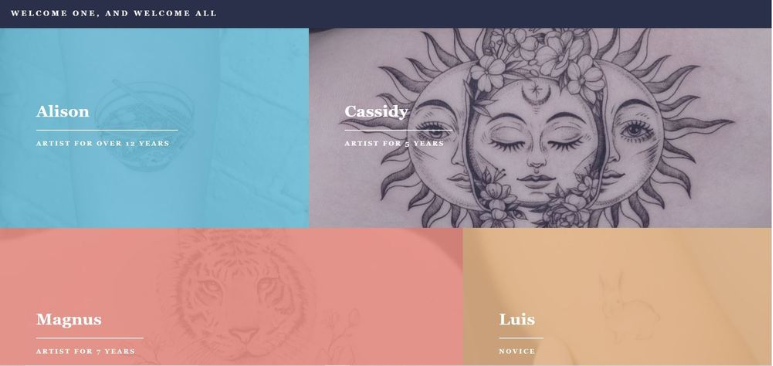 WELCOME ONE, AND WELCOME ALL
Alison
ARTIST FOR OVER 12 YEARS
Cassidy
ARTIST FOR 5 YEARS
Magnus
ARTIST FOR 7 YEARS
Luis
NOVICE